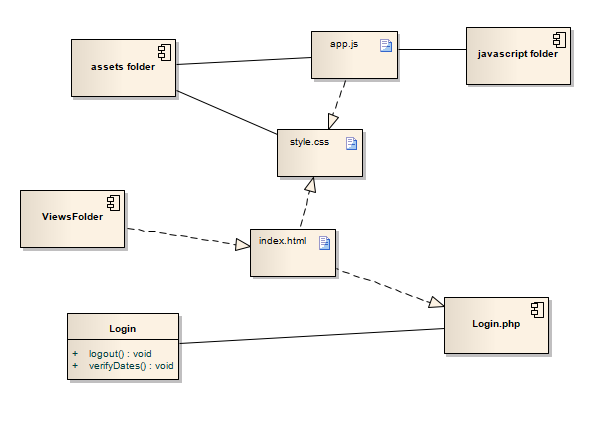 app.js
javascript folder
assets folder
style.css
ViewsFolder
index.html
Login.php
Login
+ logout() : void
+ verifyDates() : void